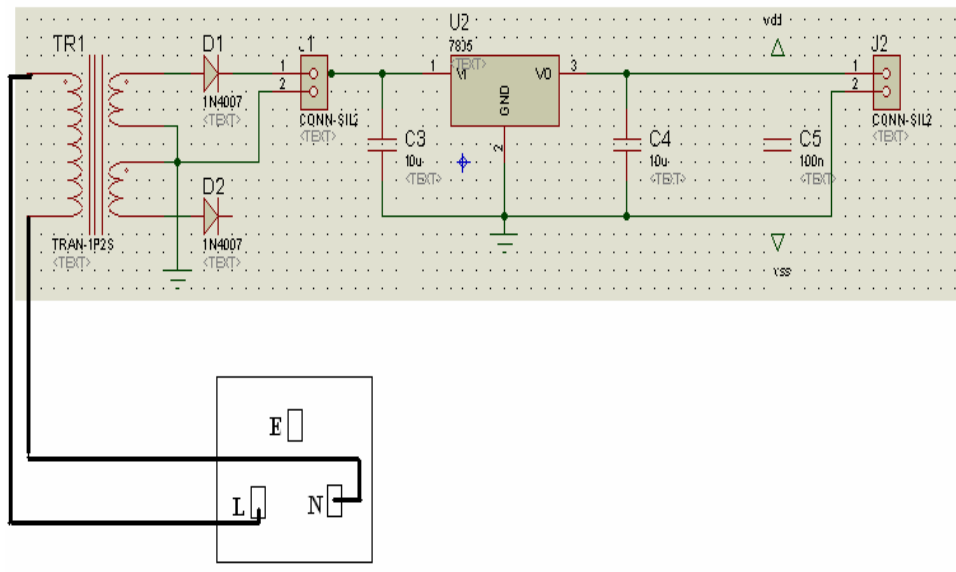 TR1
TRAN-1P2S
<TEXT>
D1
1N4007
<TEXT>
D2
1N4007
<TEXT>
J1
1
2
CONN-SIL2
<TEXT>
C3
10u
<TEXT>
U2
7805
<TEXT>
1
VI
VO
3
GND
2
C4
10u
<TEXT>
vdd
C5
100n
<TEXT>
vss
J2
1
2
CONN-SIL2
<TEXT>
E
L
N